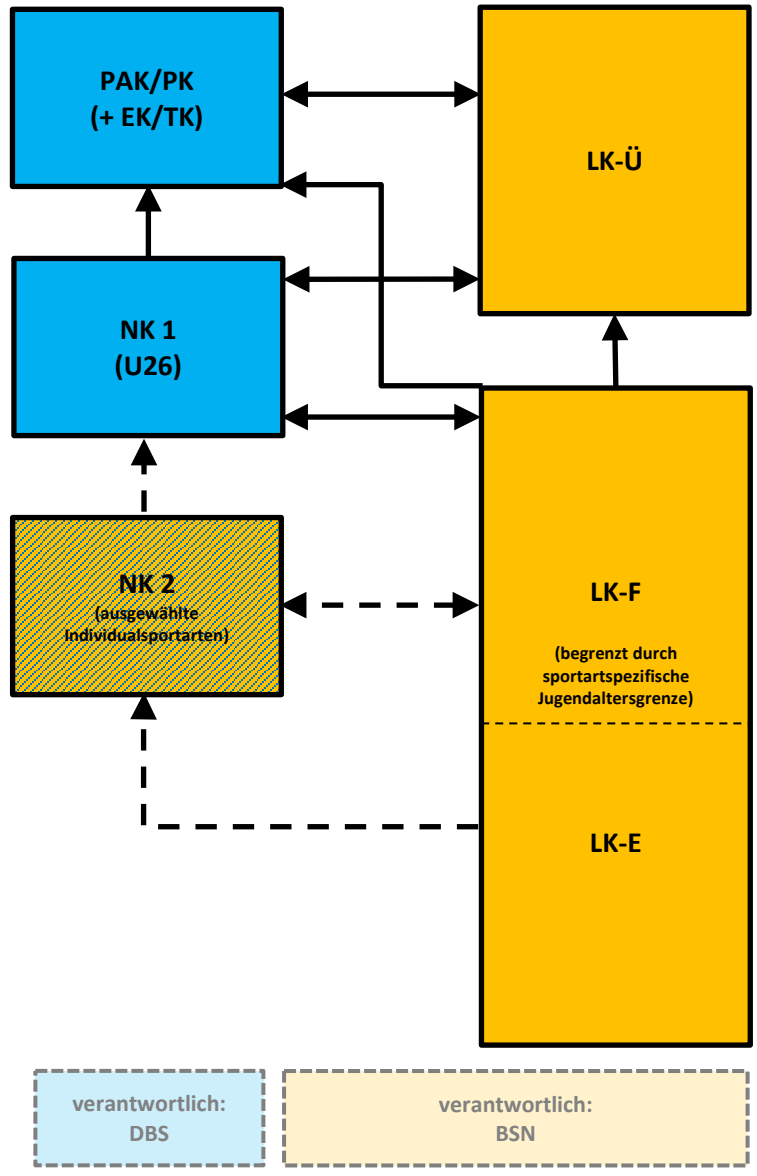 PAK/PK
(+ EK/TK)
LK-Ü
NK 1
(U26)
NK 2
(ausgewählte
Individualsportarten)
LK-F
(begrenzt durch
sportartspezifische
Jugendaltersgrenze)
LK-E
verantwortlich:
DBS
verantwortlich:
BSN